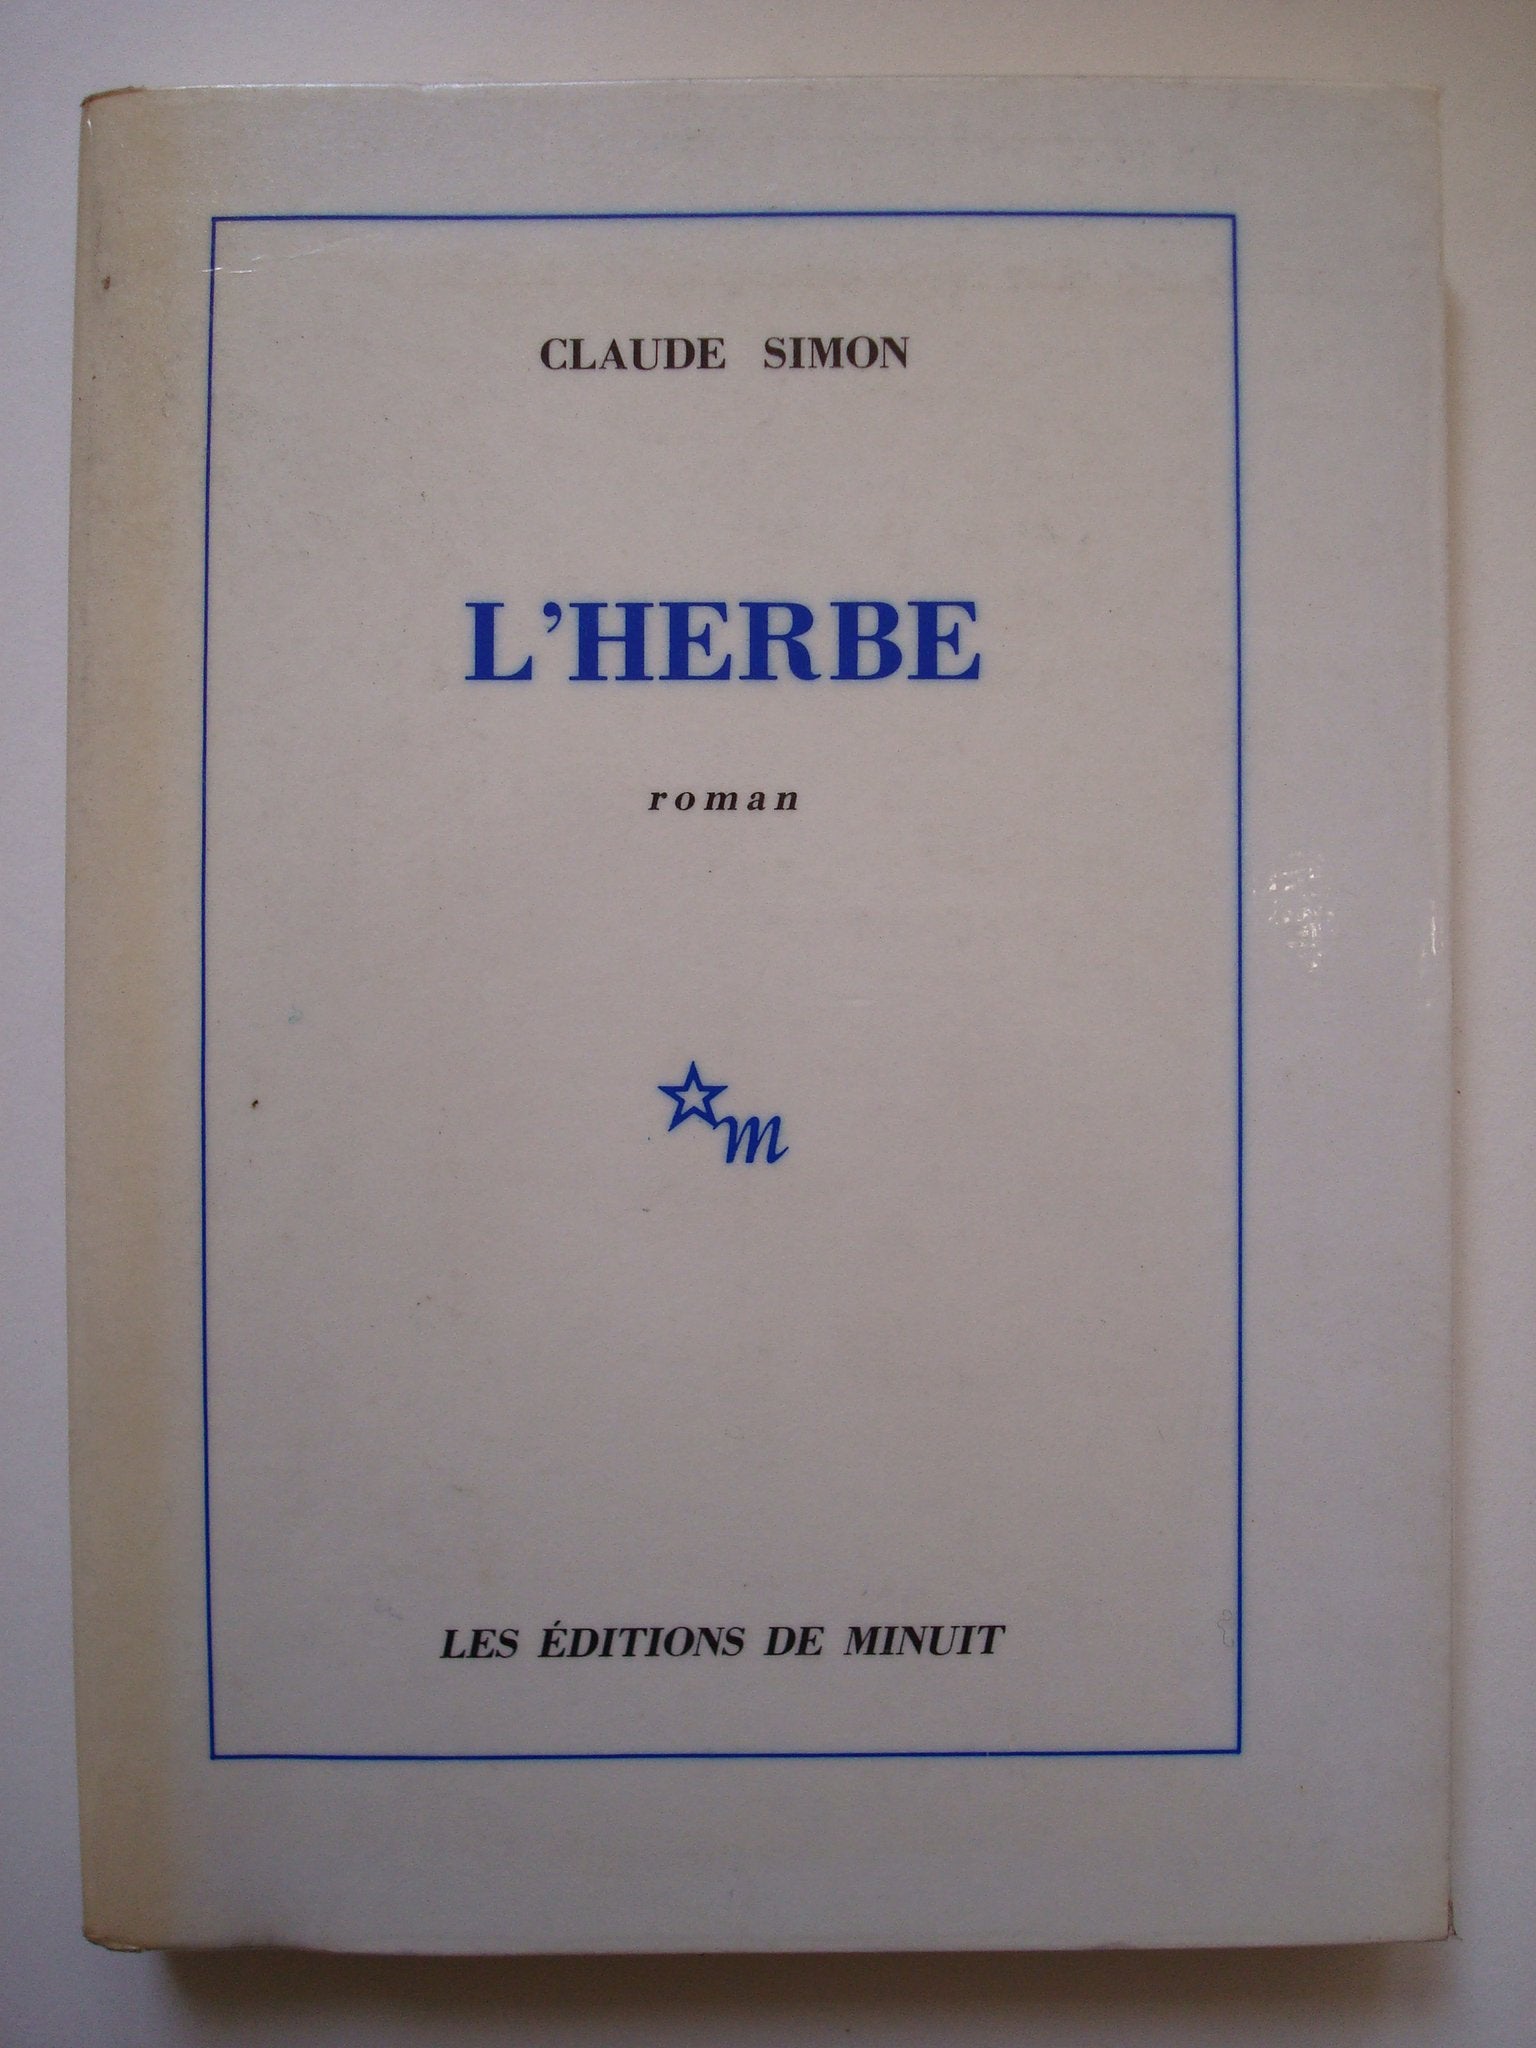 CLAUDE SIMON
L'HERBE
roman
m
LES ÉDITIONS DE MINUIT